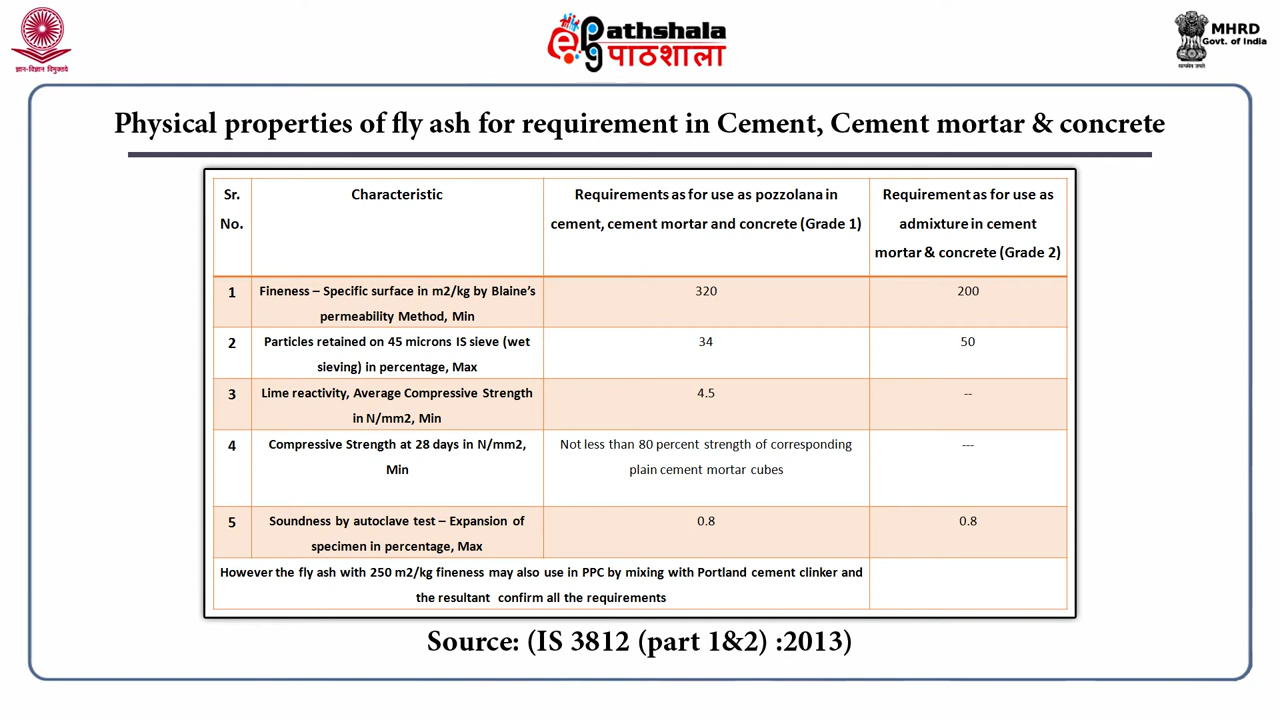 ज्ञान-विज्ञान विमुक्तये
Pathshala
पाठशाला
MHRD
Govt. of India
सत्यमेव जयते
Physical properties of fly ash for requirement in Cement, Cement mortar & concrete
Sr. No.
Characteristic
Requirements as for use as pozzolana in
cement, cement mortar and concrete (Grade 1)
Requirement as for use as
admixture in cement
mortar & concrete (Grade 2)
1
Fineness – Specific surface in m2/kg by Blaine's
permeability Method, Min
320
200
2
Particles retained on 45 microns IS sieve (wet
sieving) in percentage, Max
34
50
3
Lime reactivity, Average Compressive Strength
in N/mm2, Min
4.5
--
4
Compressive Strength at 28 days in N/mm2,
Min
Not less than 80 percent strength of corresponding
plain cement mortar cubes
---
5
Soundness by autoclave test – Expansion of
specimen in percentage, Max
0.8
0.8
However the fly ash with 250 m2/kg fineness may also use in PPC by mixing with Portland cement clinker and
the resultant confirm all the requirements
Source: (IS 3812 (part 1&2) :2013)